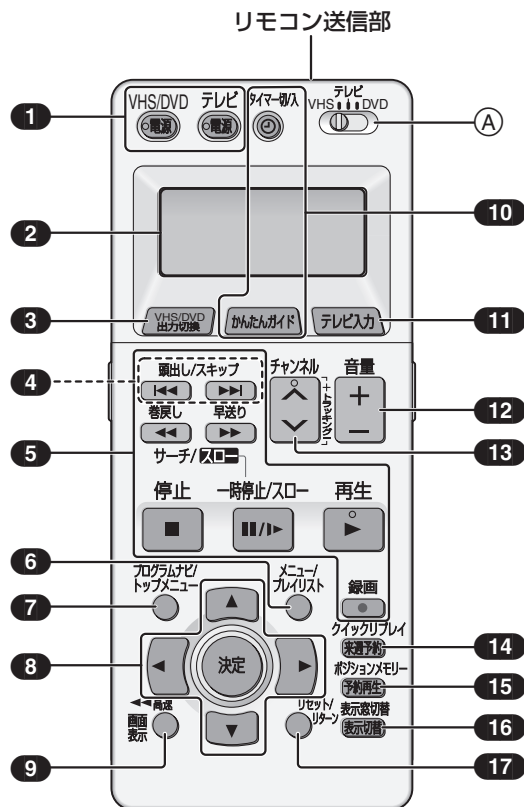 リモコン送信部
VHS/DVD
テレビ
タイマー切/入
テレビ
VHS
DVD
電源
電源
A
1
2
10
VHS/DVD
出力切換
かんたんガイド
テレビ入力
3
11
頭出し/スキップ
チャンネル
音量
4
+
トラッキング
−
+
−
12
巻戻し
早送り
5
13
サーチ/スロー
停止
一時停止/スロー
再生
6
プログラムナビ/
トップメニュー
メニュー/
プレイリスト
録画
7
クイックリプレイ
来週予約
14
8
決定
ポジションメモリー
予約再生
15
高速
画面
表示
リセット/
リターン
表示窓切替
表示切替
16
9
17